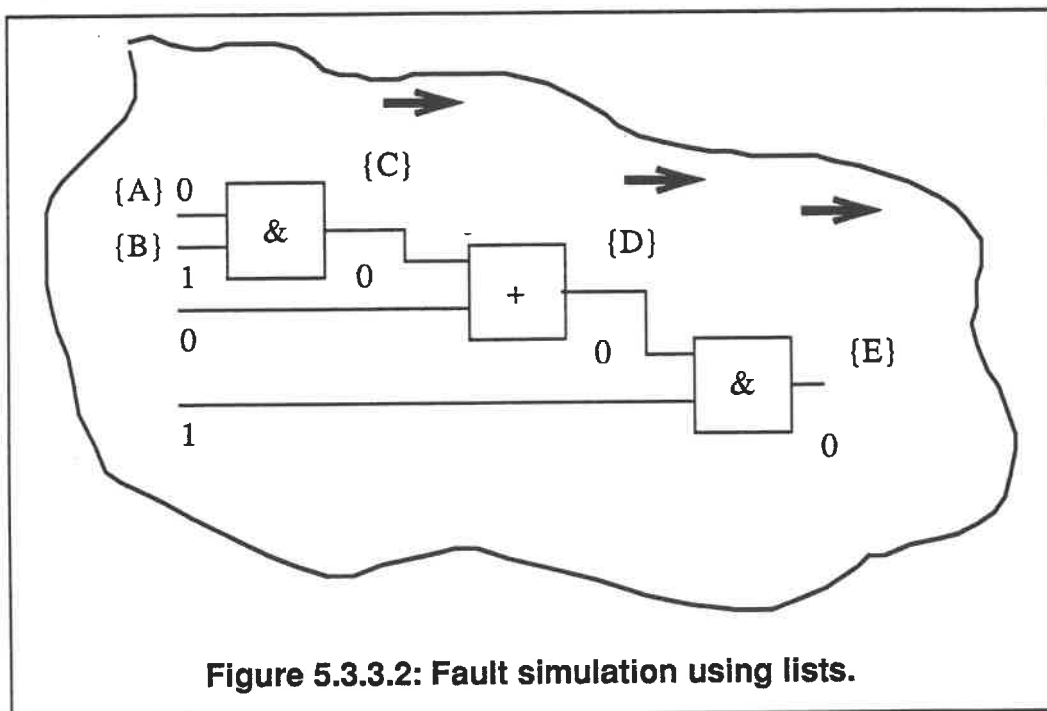 {C}
{A} 0
&
{B}
{D}
1
0
+
0
0
{E}
&
1
0
Figure 5.3.3.2: Fault simulation using lists.